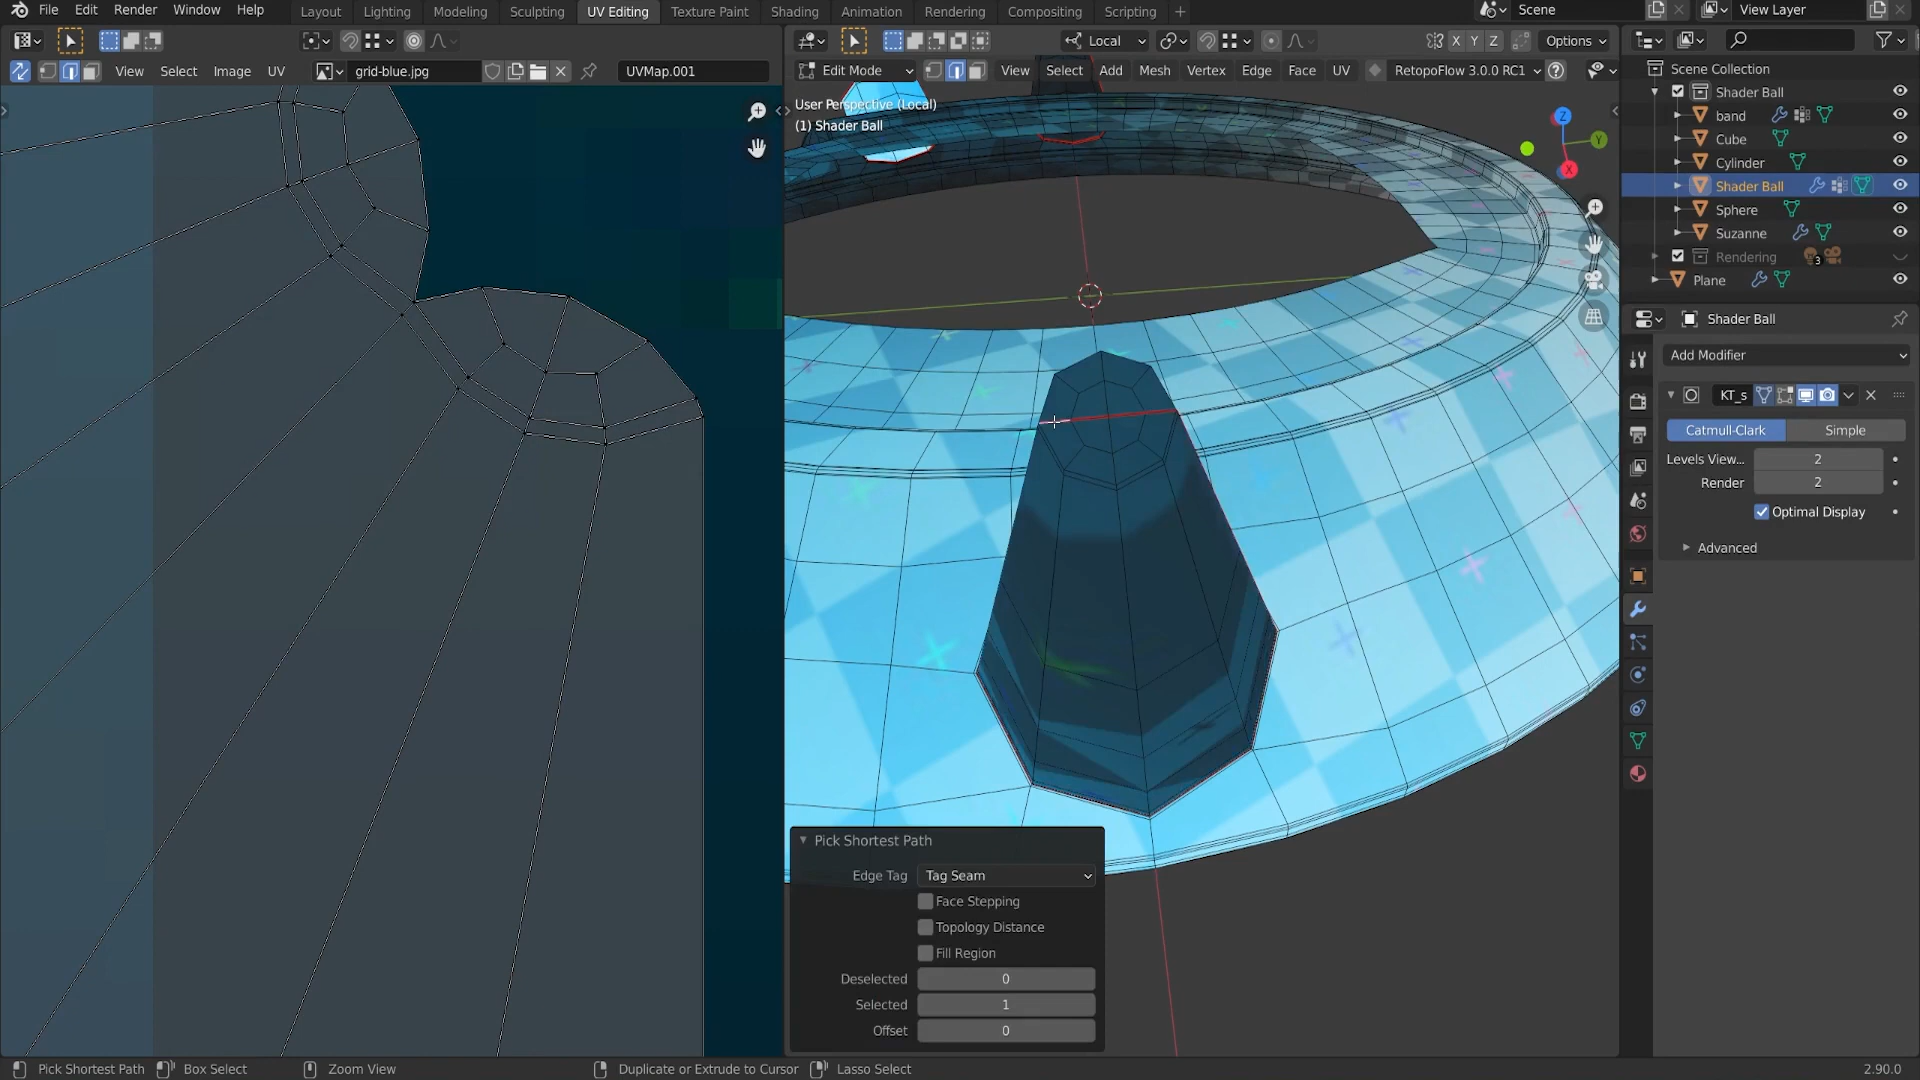 File Edit Render Window Help Layout Lighting Modeling Sculpting UV Editing Texture Paint Shading Animation Rendering Compositing Scripting + Scene View Layer
Local X Y Z Options
View Select Image UV grid-blue.jpg UVMap.001 Edit Mode View Select Add Mesh Vertex Edge Face UV RetopoFlow 3.0.0 RC1
User Perspective (Local)
(1) Shader Ball
Z
Y
X
Scene Collection
Shader Ball
band
Cube
Cylinder
Shader Ball
Sphere
Suzanne
Rendering 3
Plane
Shader Ball
Add Modifier
KT_s
Catmull-Clark Simple
Levels View... 2
Render 2
Optimal Display
Advanced
Pick Shortest Path
Edge Tag Tag Seam
Face Stepping
Topology Distance
Fill Region
Deselected 0
Selected 1
Offset 0
Pick Shortest Path Box Select Zoom View Duplicate or Extrude to Cursor Lasso Select 2.90.0